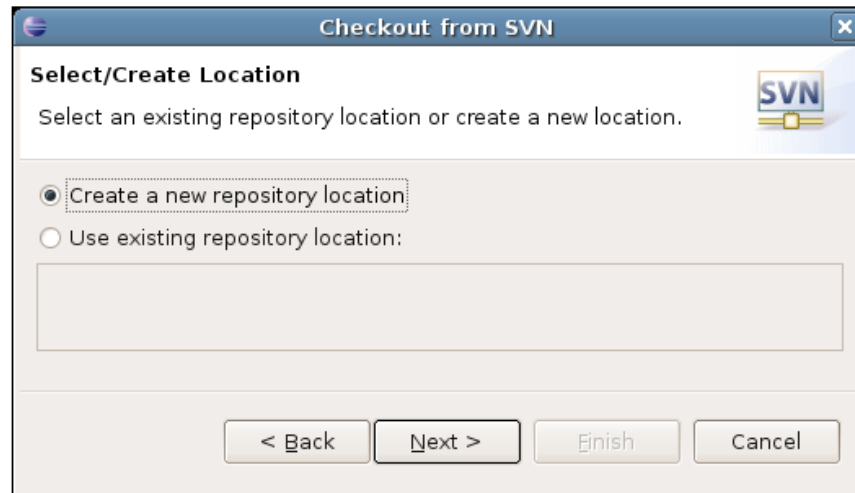 Checkout from SVN
Select/Create Location
Select an existing repository location or create a new location.
SVN
Create a new repository location
Use existing repository location:
< Back
Next >
Finish
Cancel